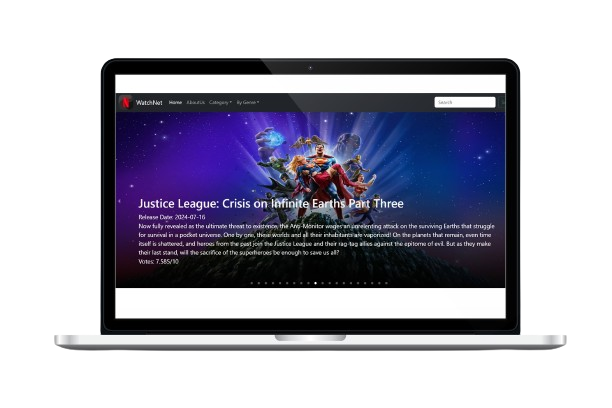 WatchNet Home AboutUs Category By Genre Search
Justice League: Crisis on Infinite Earths Part Three
Release Date: 2024-07-16
Now fully revealed as the ultimate threat to existence, the Anti-Monitor wages an unrelenting attack on the surviving Earths that struggle
for survival in a pocket universe. One by one, these worlds and all their inhabitants are vaporized! On the planets that remain, even time
itself is shattered, and heroes from the past join the Justice League and their rag-tag allies against the epitome of evil. But as they make
their last stand, will the sacrifice of the superheroes be enough to save us all?
Votes: 7.585/10